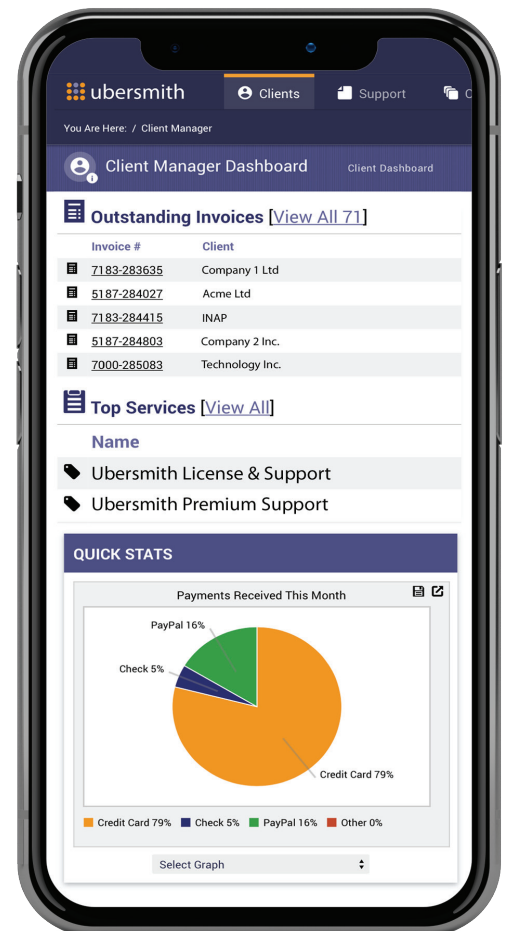 ubersmith
Clients
Support
C
You Are Here: / Client Manager
Client Manager Dashboard
Client Dashboard
Outstanding Invoices [View All 71]
Invoice # Client
7183-283635 Company 1 Ltd
5187-284027 Acme Ltd
7183-284415 INAP
5187-284803 Company 2 Inc.
7000-285083 Technology Inc.
Top Services [View All]
Name
Ubersmith License & Support
Ubersmith Premium Support
QUICK STATS
Payments Received This Month
PayPal 16%
Check 5%
Credit Card 79%
Credit Card 79% Check 5% PayPal 16% Other 0%
Select Graph